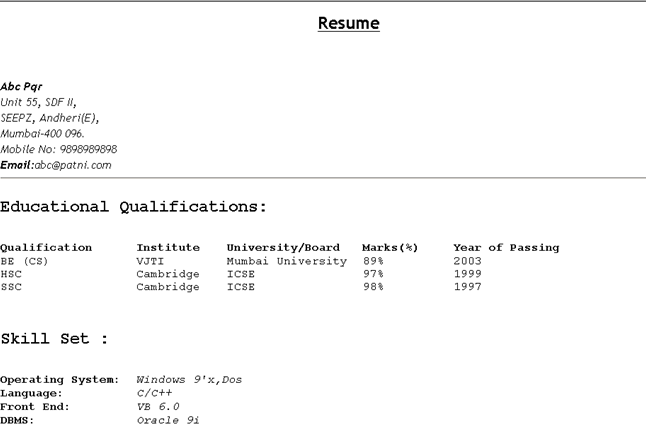 Resume
Abc Pqr
Unit 55, SDF II,
SEEPZ, Andheri(E),
Mumbai-400 096.
Mobile No: 9898989898
Email:abc@patni.com
Educational Qualifications:
Qualification Institute University/Board Marks(%) Year of Passing
BE (CS) VJTI Mumbai University 89% 2003
HSC Cambridge ICSE 97% 1999
SSC Cambridge ICSE 98% 1997
Skill Set :
Operating System: Windows 9'x,Dos
Language: C/C++
Front End: VB 6.0
DBMS: Oracle 9i